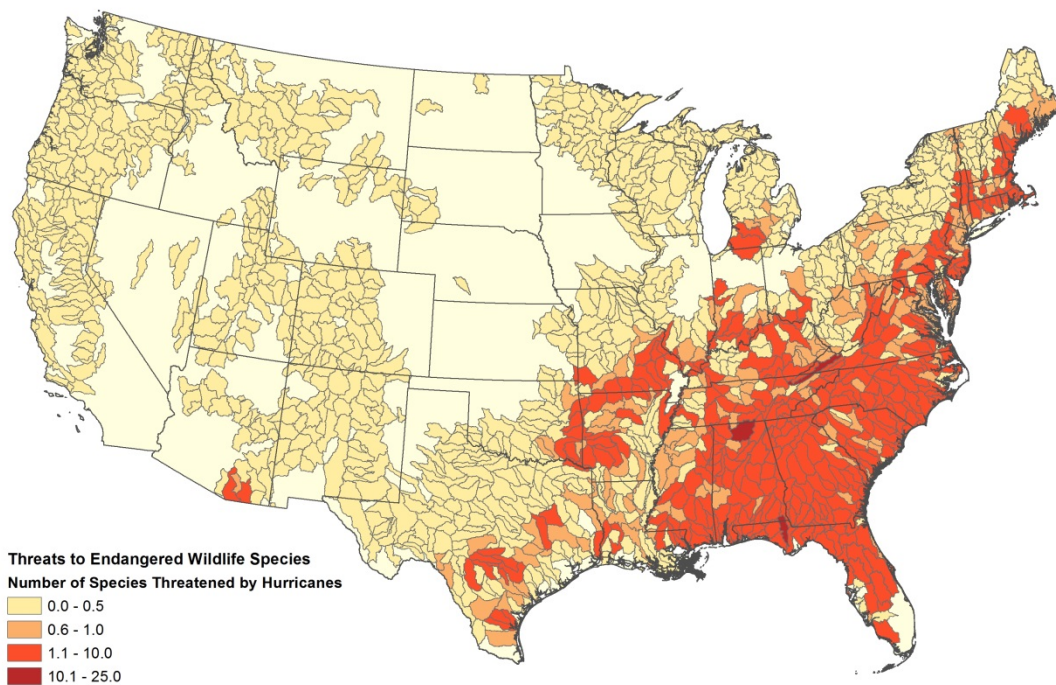 Threats to Endangered Wildlife Species
Number of Species Threatened by Hurricanes
0.0 - 0.5
0.6 - 1.0
1.1 - 10.0
10.1 - 25.0